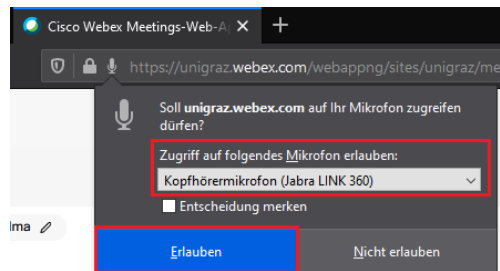 Cisco Webex Meetings-Web-A
https://unigraz.webex.com/webappng/sites/unigraz/me
Soll unigraz.webex.com auf Ihr Mikrofon zugreifen
dürfen?
Zugriff auf folgendes Mikrofon erlauben:
Kopfhörermikrofon (Jabra LINK 360)
Entscheidung merken
lma
Erlauben
Nicht erlauben